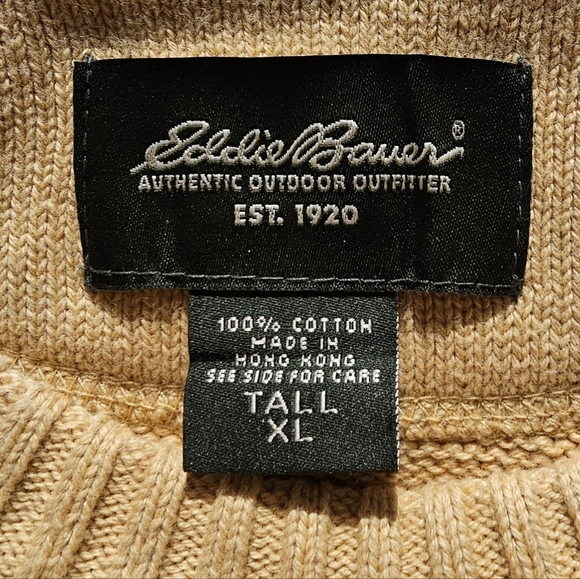 Eddie Bauer®
AUTHENTIC OUTDOOR OUTFITTER
EST. 1920
100% COTTON
MADE IN
HONG KONG
SEE SIDE FOR CARE
TALL
XL